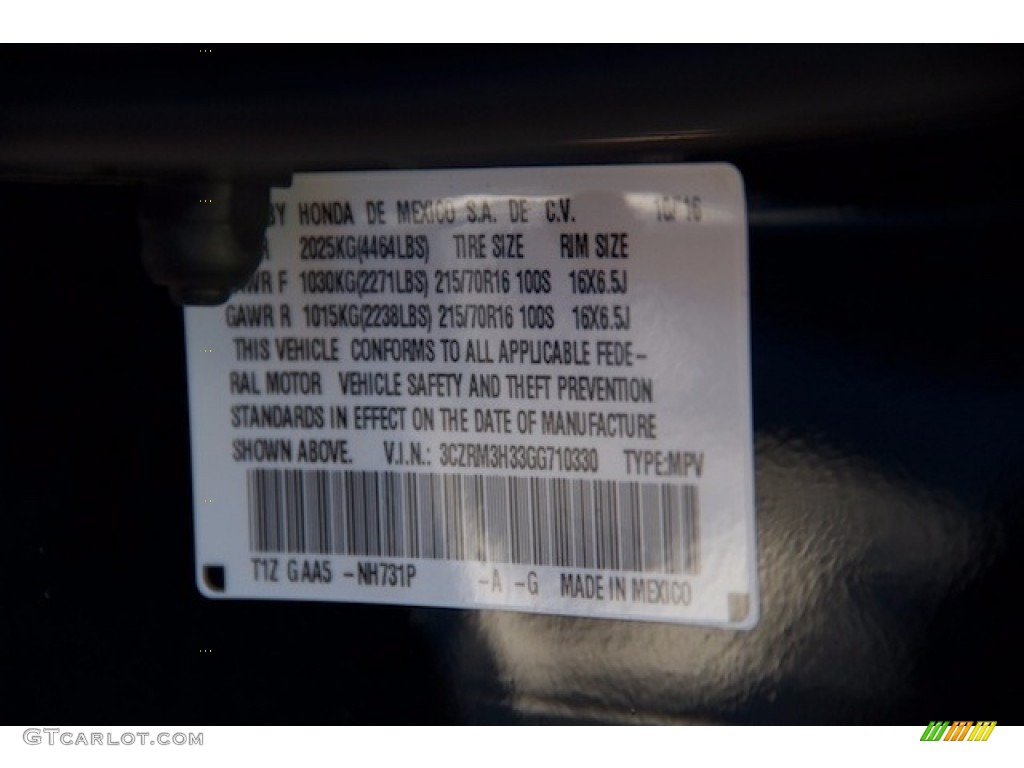 BY HONDA DE MEXICO S.A. DE C.V. 10/16
2025KG(4464LBS) TIRE SIZE RIM SIZE
GAWR F 1030KG(2271LBS) 215/70R16 100S 16X6.5J
GAWR R 1015KG(2238LBS) 215/70R16 100S 16X6.5J
THIS VEHICLE CONFORMS TO ALL APPLICABLE FEDE-
RAL MOTOR VEHICLE SAFETY AND THEFT PREVENTION
STANDARDS IN EFFECT ON THE DATE OF MANUFACTURE
SHOWN ABOVE. V.I.N.: 3CZRM3H33GG710330 TYPE:MPV
T1Z GAA5 -NH731P -A -G MADE IN MEXICO
GTCARLOT.COM